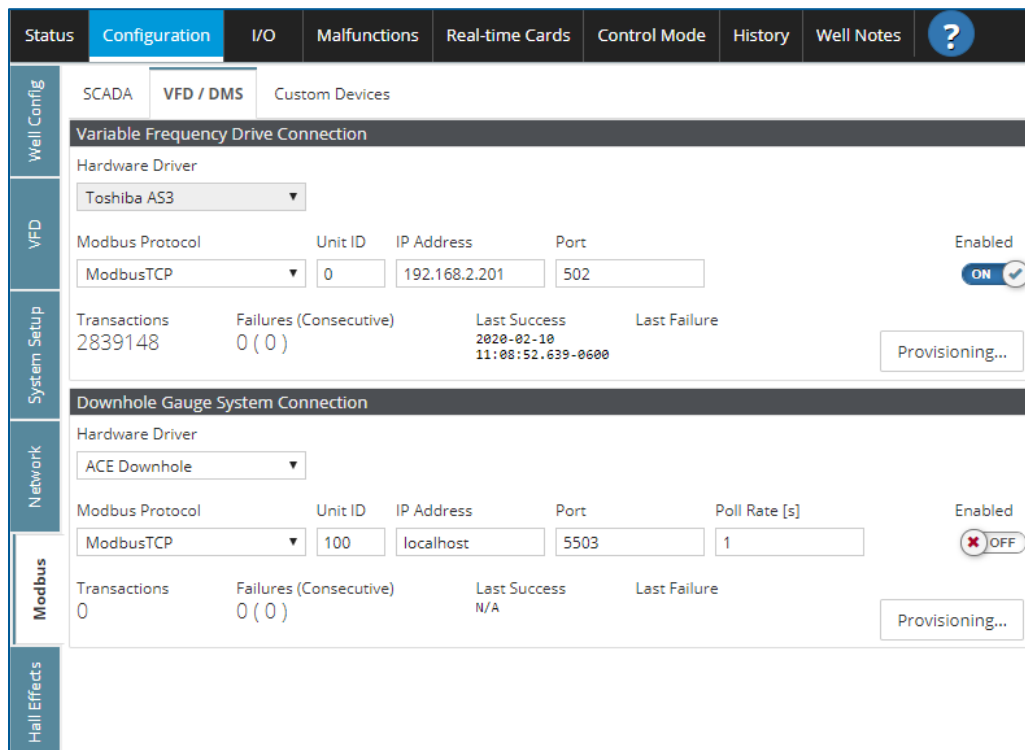 Status Configuration I/O Malfunctions Real-time Cards Control Mode History Well Notes ?
Well Config
VFD
System Setup
Network
Modbus
Hall Effects
SCADA VFD / DMS Custom Devices
Variable Frequency Drive Connection
Hardware Driver
Toshiba AS3
Modbus Protocol Unit ID IP Address Port Enabled
ModbusTCP 0 192.168.2.201 502 ON
Transactions Failures (Consecutive) Last Success Last Failure
2839148 0 ( 0 ) 2020-02-10
11:08:52.639-0600
Provisioning...
Downhole Gauge System Connection
Hardware Driver
ACE Downhole
Modbus Protocol Unit ID IP Address Port Poll Rate [s] Enabled
ModbusTCP 100 localhost 5503 1 OFF
Transactions Failures (Consecutive) Last Success Last Failure
0 0 ( 0 ) N/A
Provisioning...